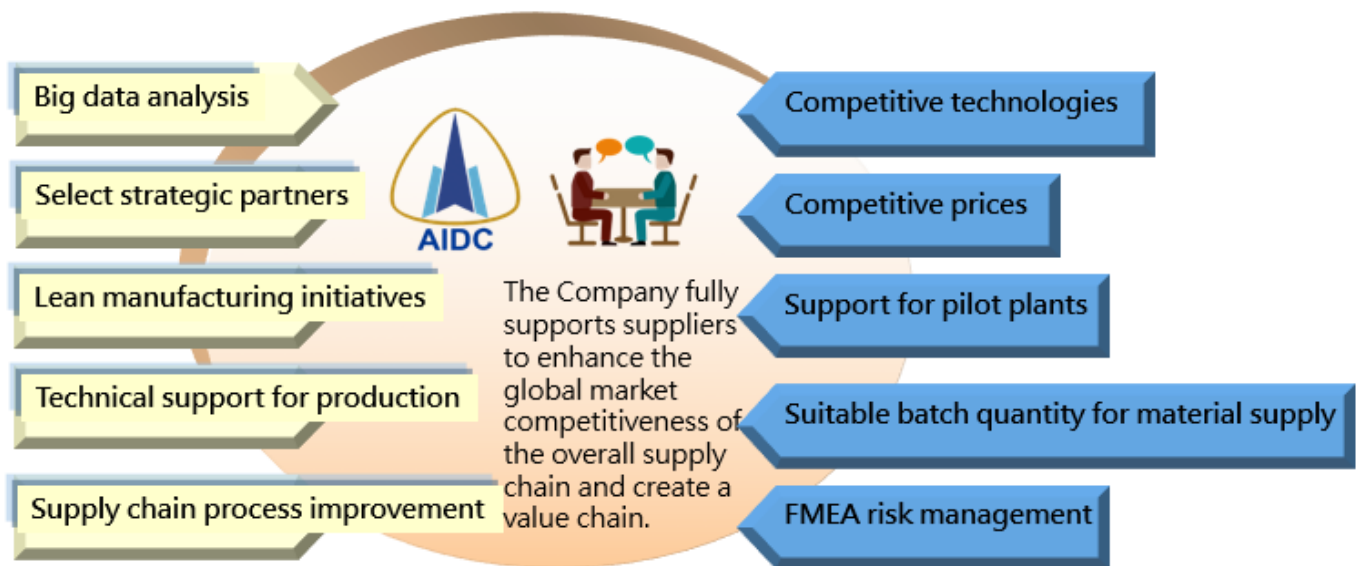 Big data analysis
Select strategic partners
Lean manufacturing initiatives
Technical support for production
Supply chain process improvement
AIDC
The Company fully
supports suppliers
to enhance the
global market
competitiveness of
the overall supply
chain and create a
value chain.
Competitive technologies
Competitive prices
Support for pilot plants
Suitable batch quantity for material supply
FMEA risk management